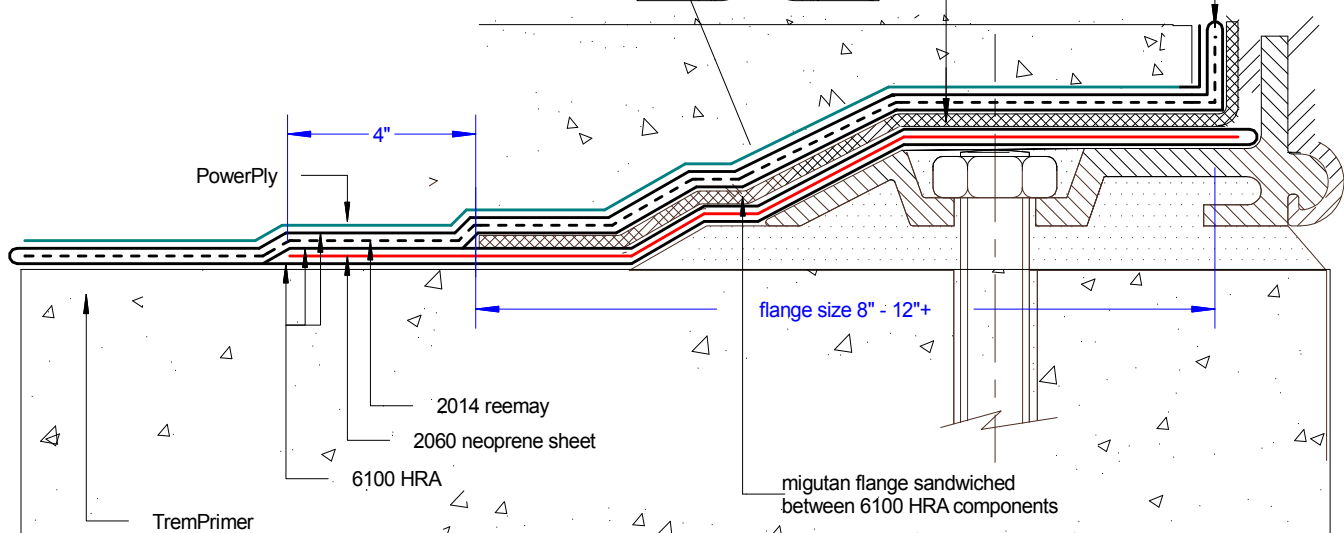 4"
PowerPly
flange size 8" - 12"+
2014 reemay
2060 neoprene sheet
6100 HRA
migutan flange sandwiched
between 6100 HRA components
TremPrimer